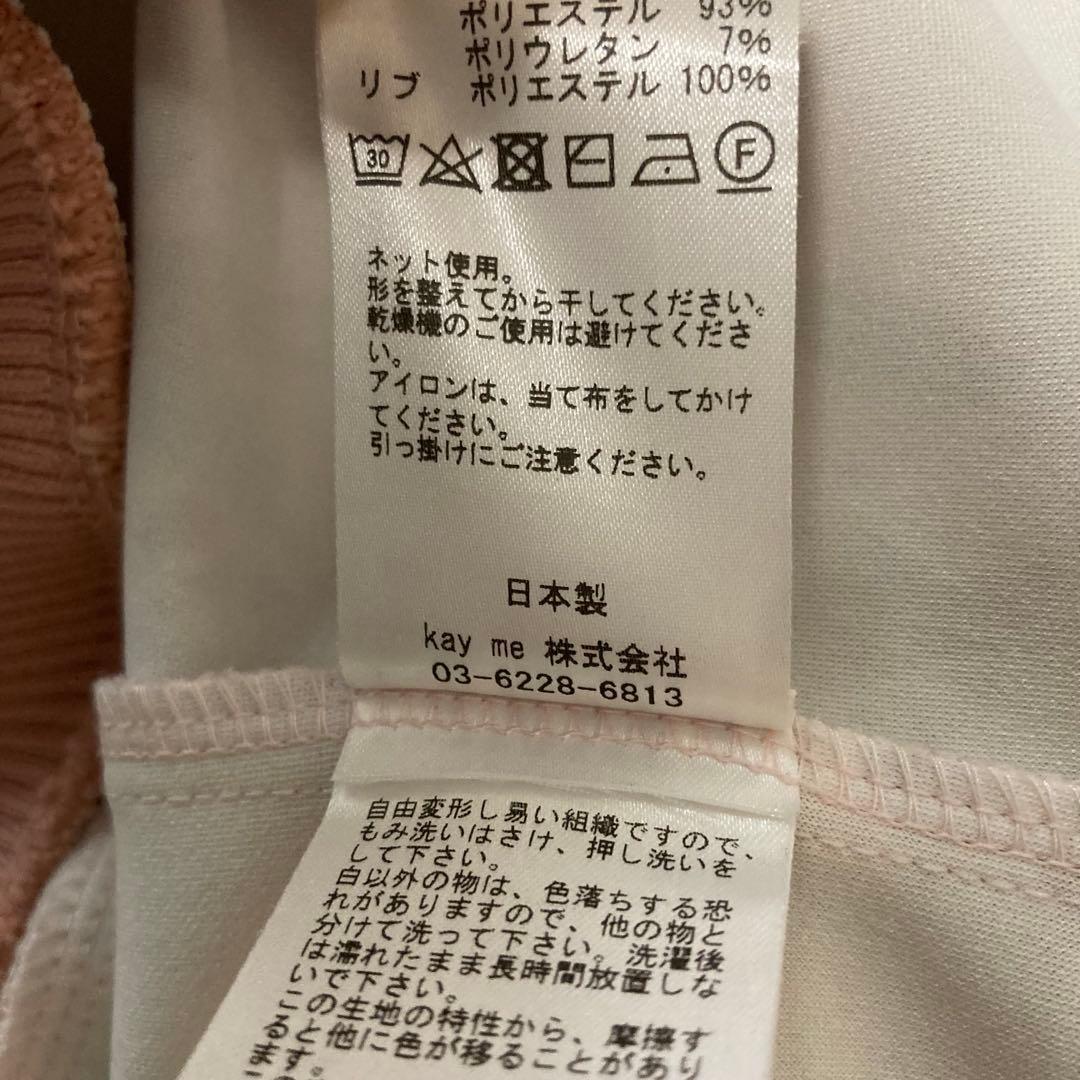 ポリエステル 93%
ポリウレタン 7%
リブ ポリエステル 100%
30 F
ネット使用。
形を整えてから干してください。
乾燥機のご使用は避けてくださ
い。
アイロンは、当て布をしてかけ
てください。
引っ掛けにご注意ください。
日本製
kay me 株式会社
03-6228-6813
自由変形し易い組織ですので、
もみ洗いはさけ、押し洗いを
して下さい。
白以外の物は、色落ちする恐
れがありますので、他の物と
分けて洗って下さい。洗濯後
は濡れたまま長時間放置しな
いで下さい。
この生地の特性から、摩擦す
ると他に色が移ることがあり
ます。